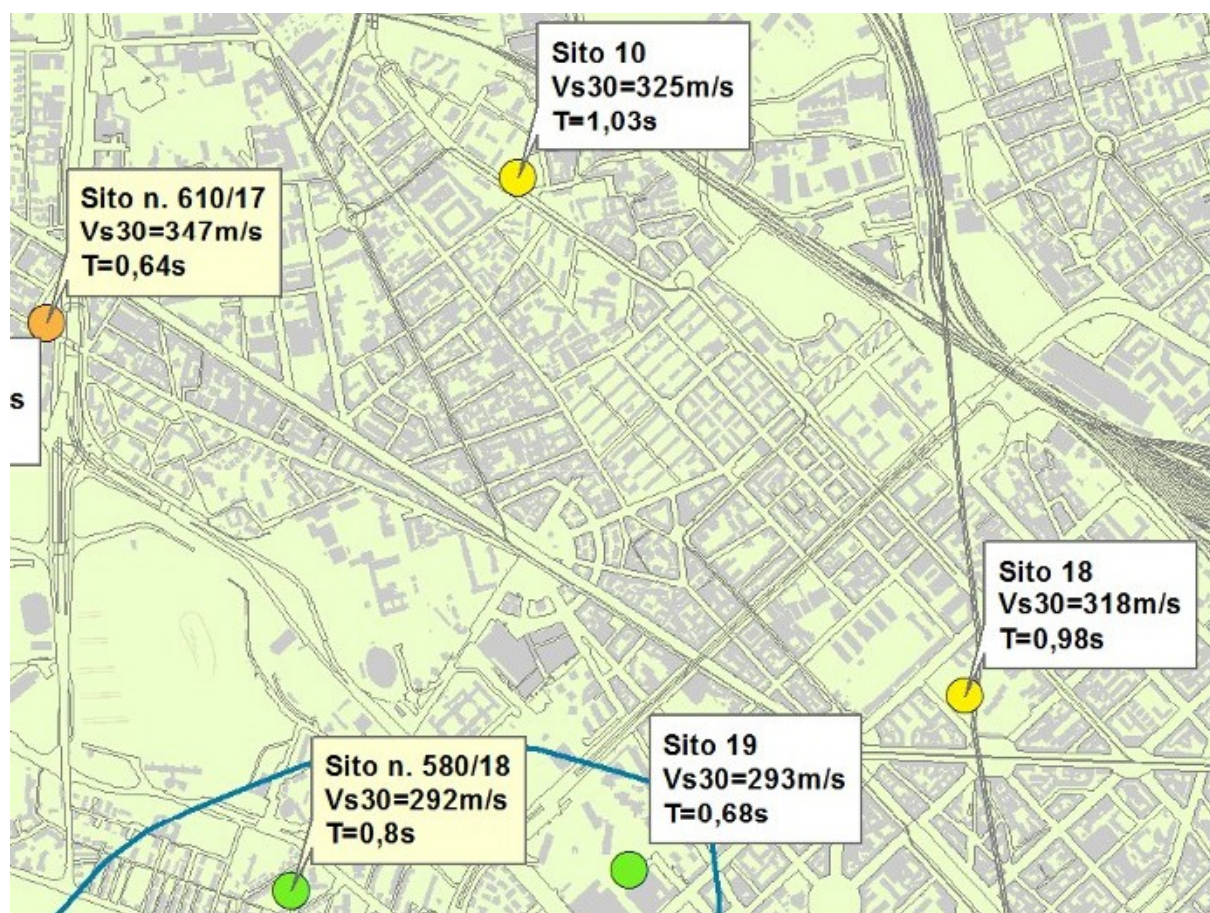 Sito 10
Vs30=325m/s
T=1,03s
Sito n. 610/17
Vs30=347m/s
T=0,64s
s
Sito 18
Vs30=318m/s
T=0,98s
Sito 19
Vs30=293m/s
T=0,68s
Sito n. 580/18
Vs30=292m/s
T=0,8s